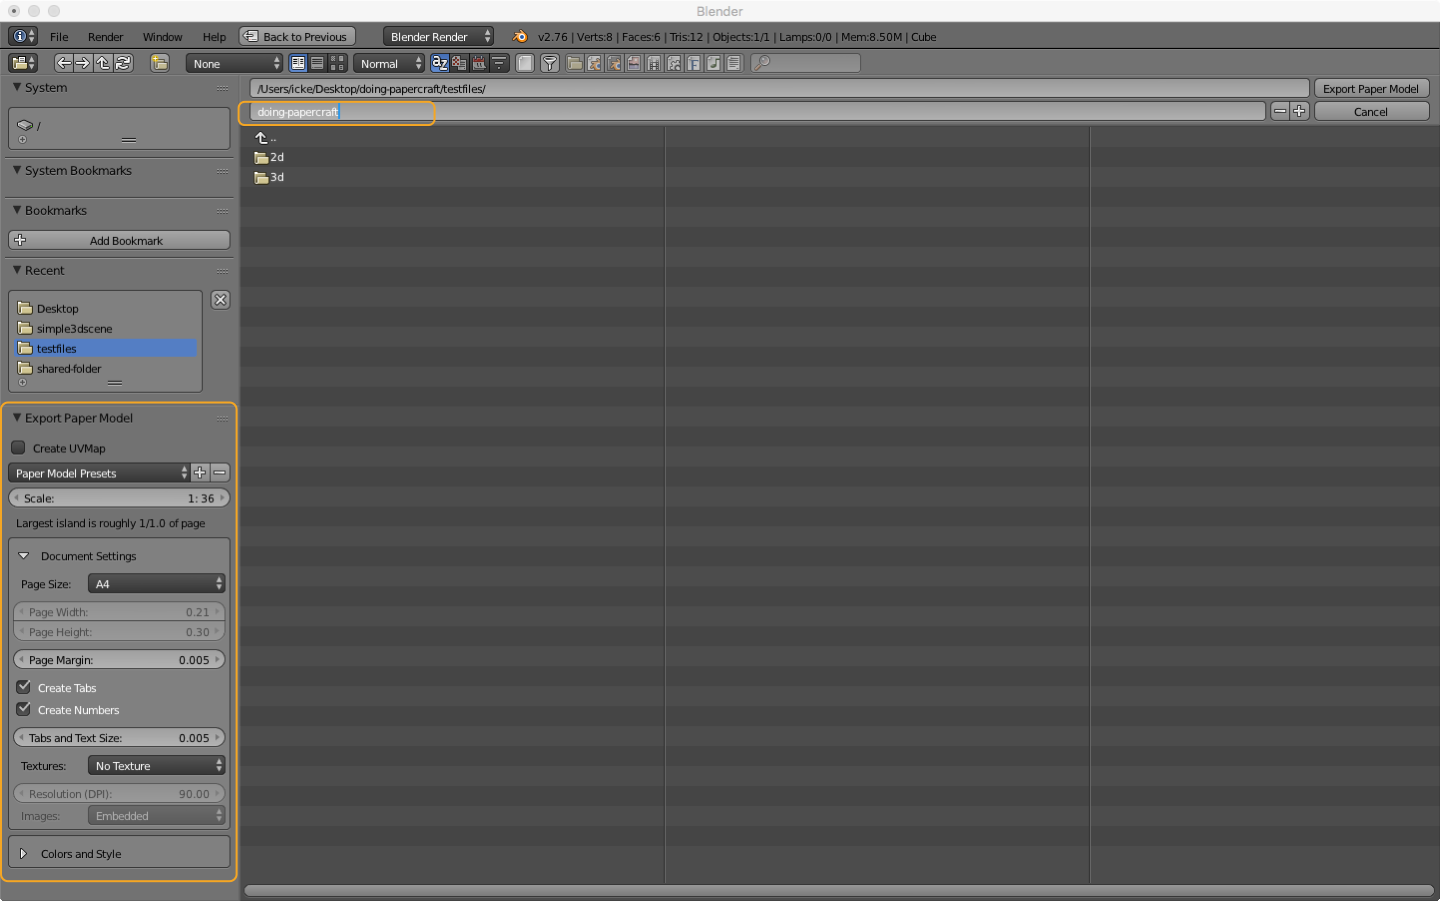 Blender
File Render Window Help Back to Previous Blender Render v2.76 | Verts:8 | Faces:6 | Tris:12 | Objects:1/1 | Lamps:0/0 | Mem:8.50M | Cube
None Normal
System
/
System Bookmarks
Bookmarks
Add Bookmark
Recent
Desktop
simple3dscene
testfiles
shared-folder
Export Paper Model
Create UVMap
Paper Model Presets
Scale: 1: 36
Largest island is roughly 1/1.0 of page
Document Settings
Page Size: A4
Page Width: 0.21
Page Height: 0.30
Page Margin: 0.005
Create Tabs
Create Numbers
Tabs and Text Size: 0.005
Textures: No Texture
Resolution (DPI): 90.00
Images: Embedded
Colors and Style
/Users/icke/Desktop/doing-papercraft/testfiles/ Export Paper Model
doing-papercraft Cancel
..
2d
3d